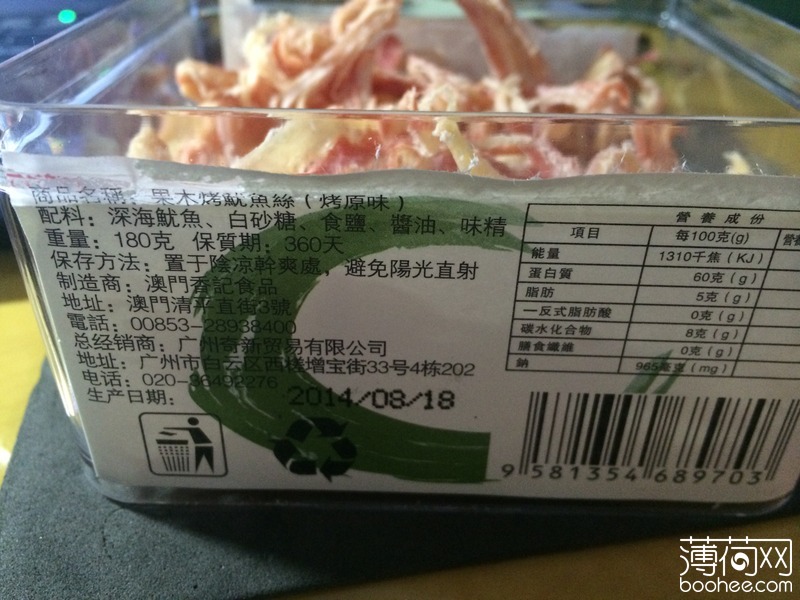 商品名稱：果木烤魷魚絲（烤原味）
配料：深海魷魚、白砂糖、食鹽、醬油、味精
重量：180克 保質期：360天
保存方法：置于陰凉幹爽處，避免陽光直射
制造商：澳門香記食品
地址：澳門清平直街3號
電話：00853-28938400
总经销商：广州奇新贸易有限公司
地址：广州市白云区西槎增宝街33号4栋202
电话：020-36492276
生产日期：2014/08/18
營養成份
項目 每100克(g) 營養
能量 1310千焦（KJ）
蛋白質 60克（g）
脂肪 5克（g）
—反式脂肪酸 0克（g）
碳水化合物 8克（g）
膳食纖維 0克（g）
鈉 965毫克（mg）
9 581354 689703
薄荷网
boohee.com